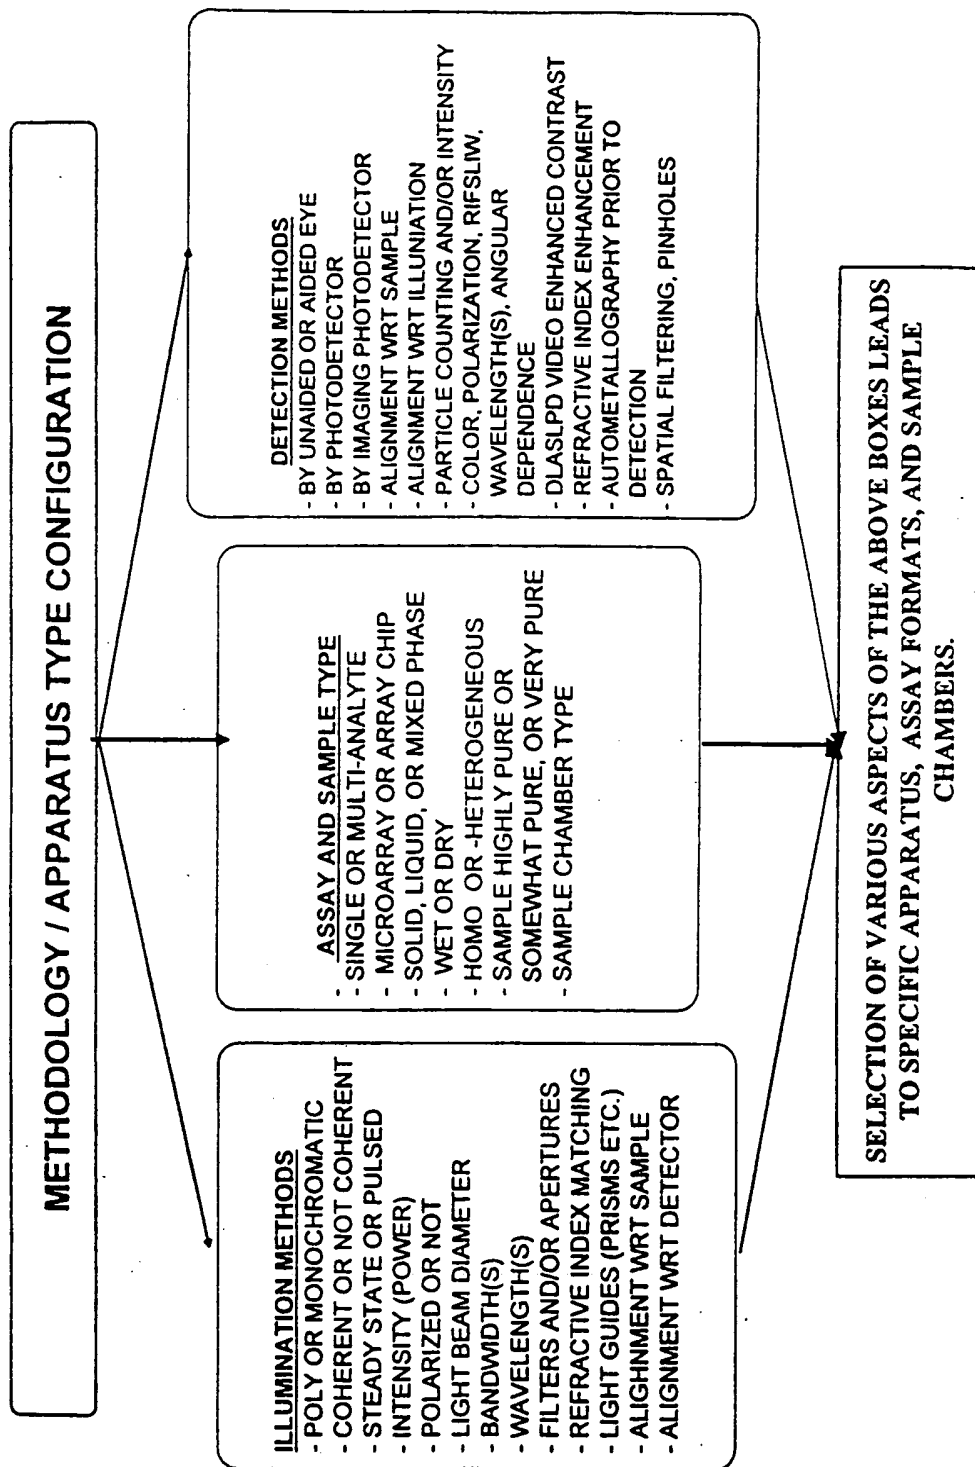 METHODOLOGY / APPARATUS TYPE CONFIGURATION
ILLUMINATION METHODS
- POLY OR MONOCHROMATIC
- COHERENT OR NOT COHERENT
- STEADY STATE OR PULSED
- INTENSITY (POWER)
- POLARIZED OR NOT
- LIGHT BEAM DIAMETER
- BANDWIDTH(S)
- WAVELENGTH(S)
- FILTERS AND/OR APERTURES
- REFRACTIVE INDEX MATCHING
- LIGHT GUIDES (PRISMS ETC.)
- ALIGHNMENT WRT SAMPLE
- ALIGNMENT WRT DETECTOR
ASSAY AND SAMPLE TYPE
- SINGLE OR MULTI-ANALYTE
- MICROARRAY OR ARRAY CHIP
- SOLID, LIQUID, OR MIXED PHASE
- WET OR DRY
- HOMO OR -HETEROGENEOUS
- SAMPLE HIGHLY PURE OR
SOMEWHAT PURE, OR VERY PURE
- SAMPLE CHAMBER TYPE
DETECTION METHODS
- BY UNAIDED OR AIDED EYE
- BY PHOTODETECTOR
- BY IMAGING PHOTODETECTOR
- ALIGNMENT WRT SAMPLE
- ALIGNMENT WRT ILLUNIATION
- PARTICLE COUNTING AND/OR INTENSITY
- COLOR, POLARIZATION, RIFSLIW,
WAVELENGTH(S), ANGULAR
DEPENDENCE
- DLASLPD VIDEO ENHANCED CONTRAST
- REFRACTIVE INDEX ENHANCEMENT
- AUTOMETALLOGRAPHY PRIOR TO
DETECTION
- SPATIAL FILTERING, PINHOLES
SELECTION OF VARIOUS ASPECTS OF THE ABOVE BOXES LEADS
TO SPECIFIC APPARATUS, ASSAY FORMATS, AND SAMPLE
CHAMBERS.